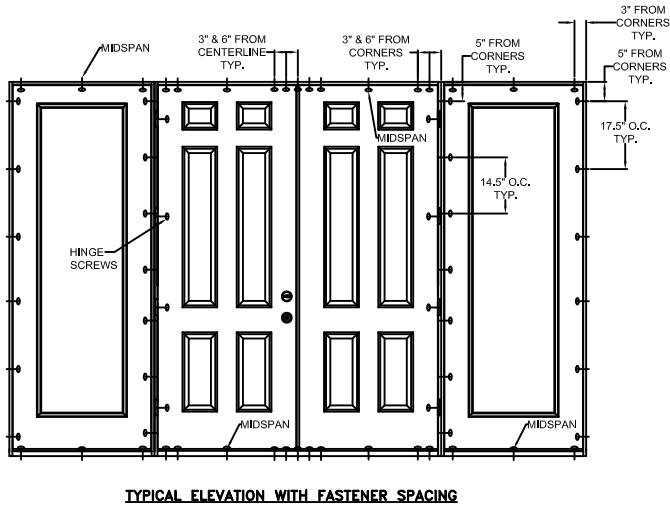 MIDSPAN
3" & 6" FROM
CENTERLINE
TYP.
3" & 6" FROM
CORNERS
TYP.
5" FROM
CORNERS
TYP.
3" FROM
CORNERS
TYP.
5" FROM
CORNERS
TYP.
17.5" O.C.
TYP.
MIDSPAN
14.5" O.C.
TYP.
HINGE
SCREWS
MIDSPAN
MIDSPAN
TYPICAL ELEVATION WITH FASTENER SPACING